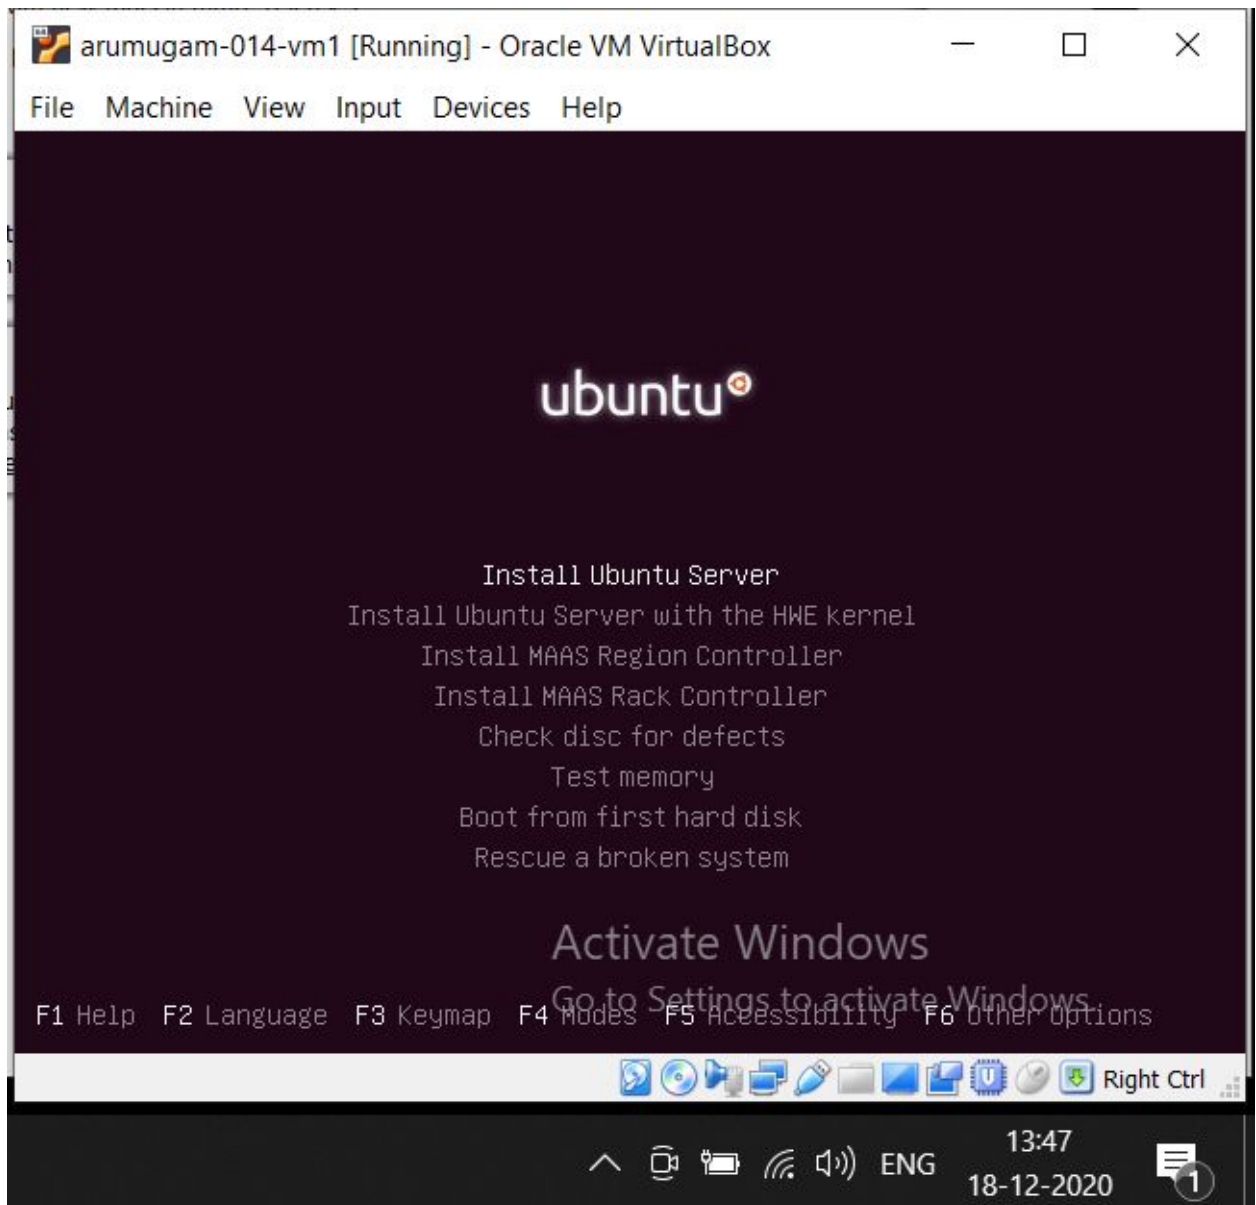 arumugam-014-vm1 [Running] - Oracle VM VirtualBox
File Machine View Input Devices Help
ubuntu
Install Ubuntu Server
Install Ubuntu Server with the HWE kernel
Install MAAS Region Controller
Install MAAS Rack Controller
Check disc for defects
Test memory
Boot from first hard disk
Rescue a broken system
Activate Windows
Go to Settings to activate Windows.
F1 Help F2 Language F3 Keymap F4 Modes F5 Accessibility F6 Other Options
Right Ctrl
ENG
13:47
18-12-2020
1